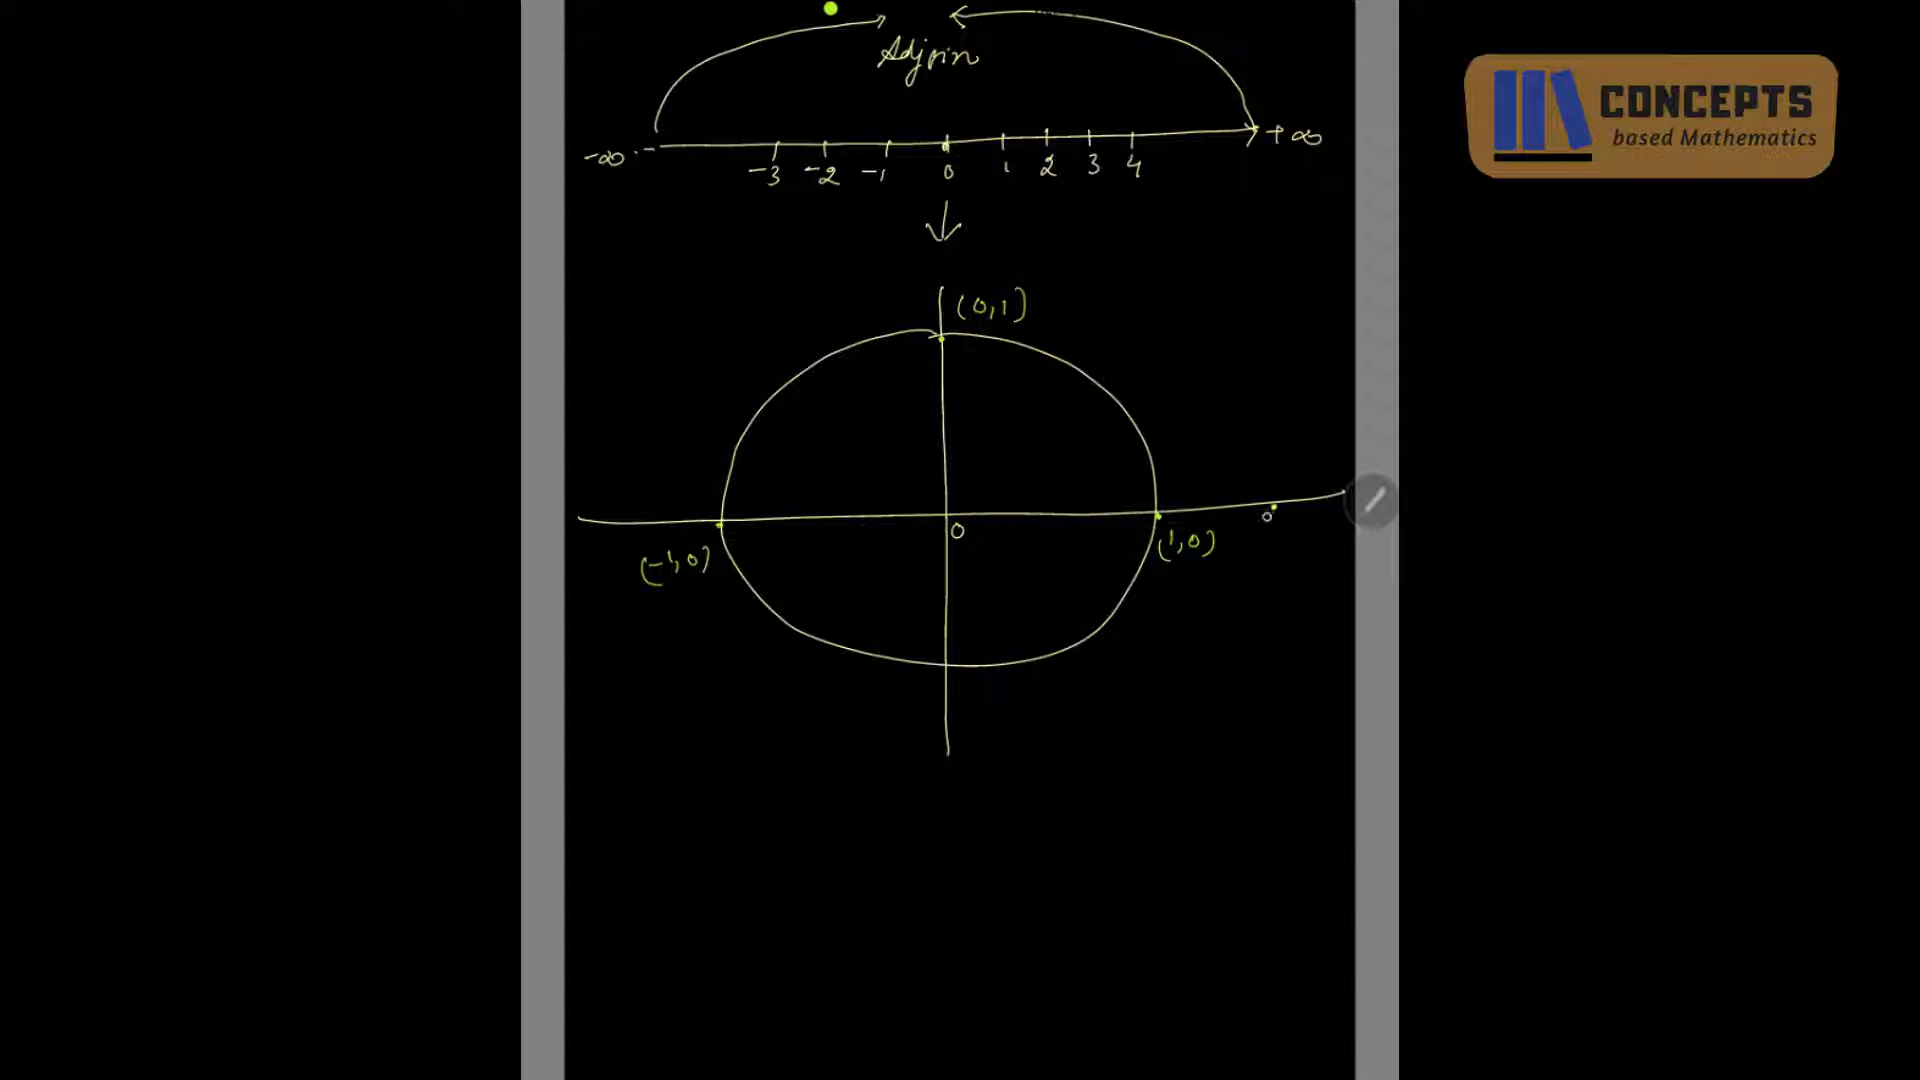 Adjoin
-∞ -3 -2 -1 0 1 2 3 4 +∞
(0,1)
0
(-1,0) (1,0)
CONCEPTS
based Mathematics